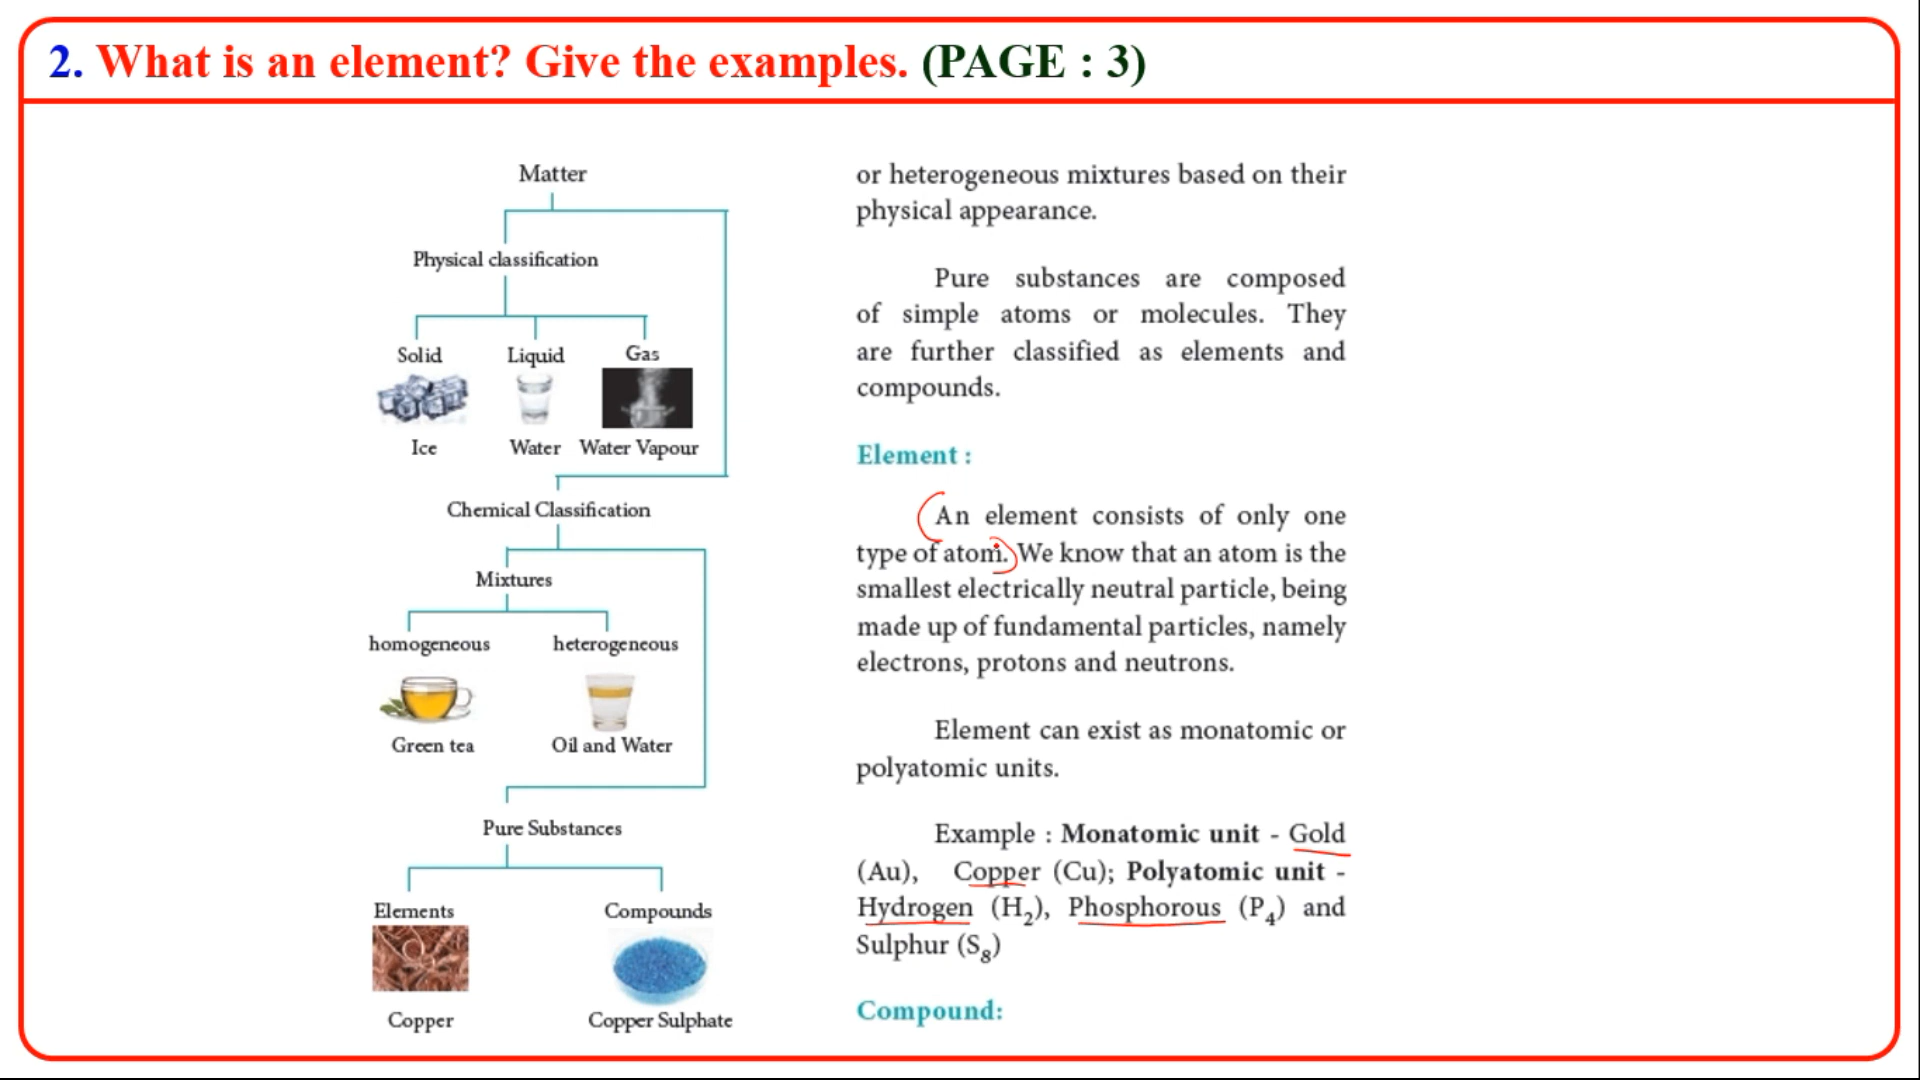 2. What is an element? Give the examples. (PAGE : 3)
Matter
Physical classification
Solid Liquid Gas
Ice Water Water Vapour
Chemical Classification
Mixtures
homogeneous heterogeneous
Green tea Oil and Water
Pure Substances
Elements Compounds
Copper Copper Sulphate
or heterogeneous mixtures based on their
physical appearance.
Pure substances are composed
of simple atoms or molecules. They
are further classified as elements and
compounds.
Element :
An element consists of only one
type of atom. We know that an atom is the
smallest electrically neutral particle, being
made up of fundamental particles, namely
electrons, protons and neutrons.
Element can exist as monatomic or
polyatomic units.
Example : Monatomic unit - Gold
(Au), Copper (Cu); Polyatomic unit -
Hydrogen (H₂), Phosphorous (P₄) and
Sulphur (S₈)
Compound: